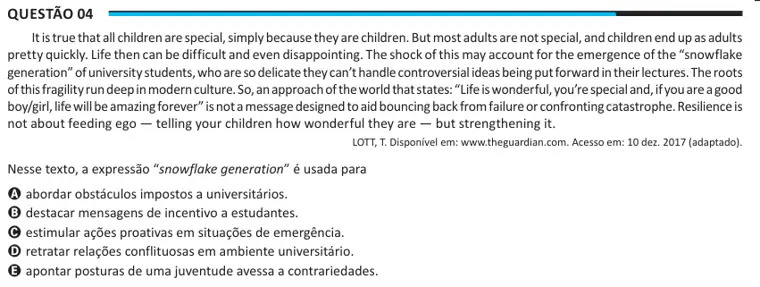 QUESTÃO 04
It is true that all children are special, simply because they are children. But most adults are not special, and children end up as adults
pretty quickly. Life then can be difficult and even disappointing. The shock of this may account for the emergence of the “snowflake
generation” of university students, who are so delicate they can’t handle controversial ideas being put forward in their lectures. The roots
of this fragility run deep in modern culture. So, an approach of the world that states: “Life is wonderful, you’re special and, if you are a good
boy/girl, life will be amazing forever” is not a message designed to aid bouncing back from failure or confronting catastrophe. Resilience is
not about feeding ego — telling your children how wonderful they are — but strengthening it.
LOTT, T. Disponível em: www.theguardian.com. Acesso em: 10 dez. 2017 (adaptado).
Nesse texto, a expressão “snowflake generation” é usada para
A abordar obstáculos impostos a universitários.
B destacar mensagens de incentivo a estudantes.
C estimular ações proativas em situações de emergência.
D retratar relações conflituosas em ambiente universitário.
E apontar posturas de uma juventude avessa a contrariedades.